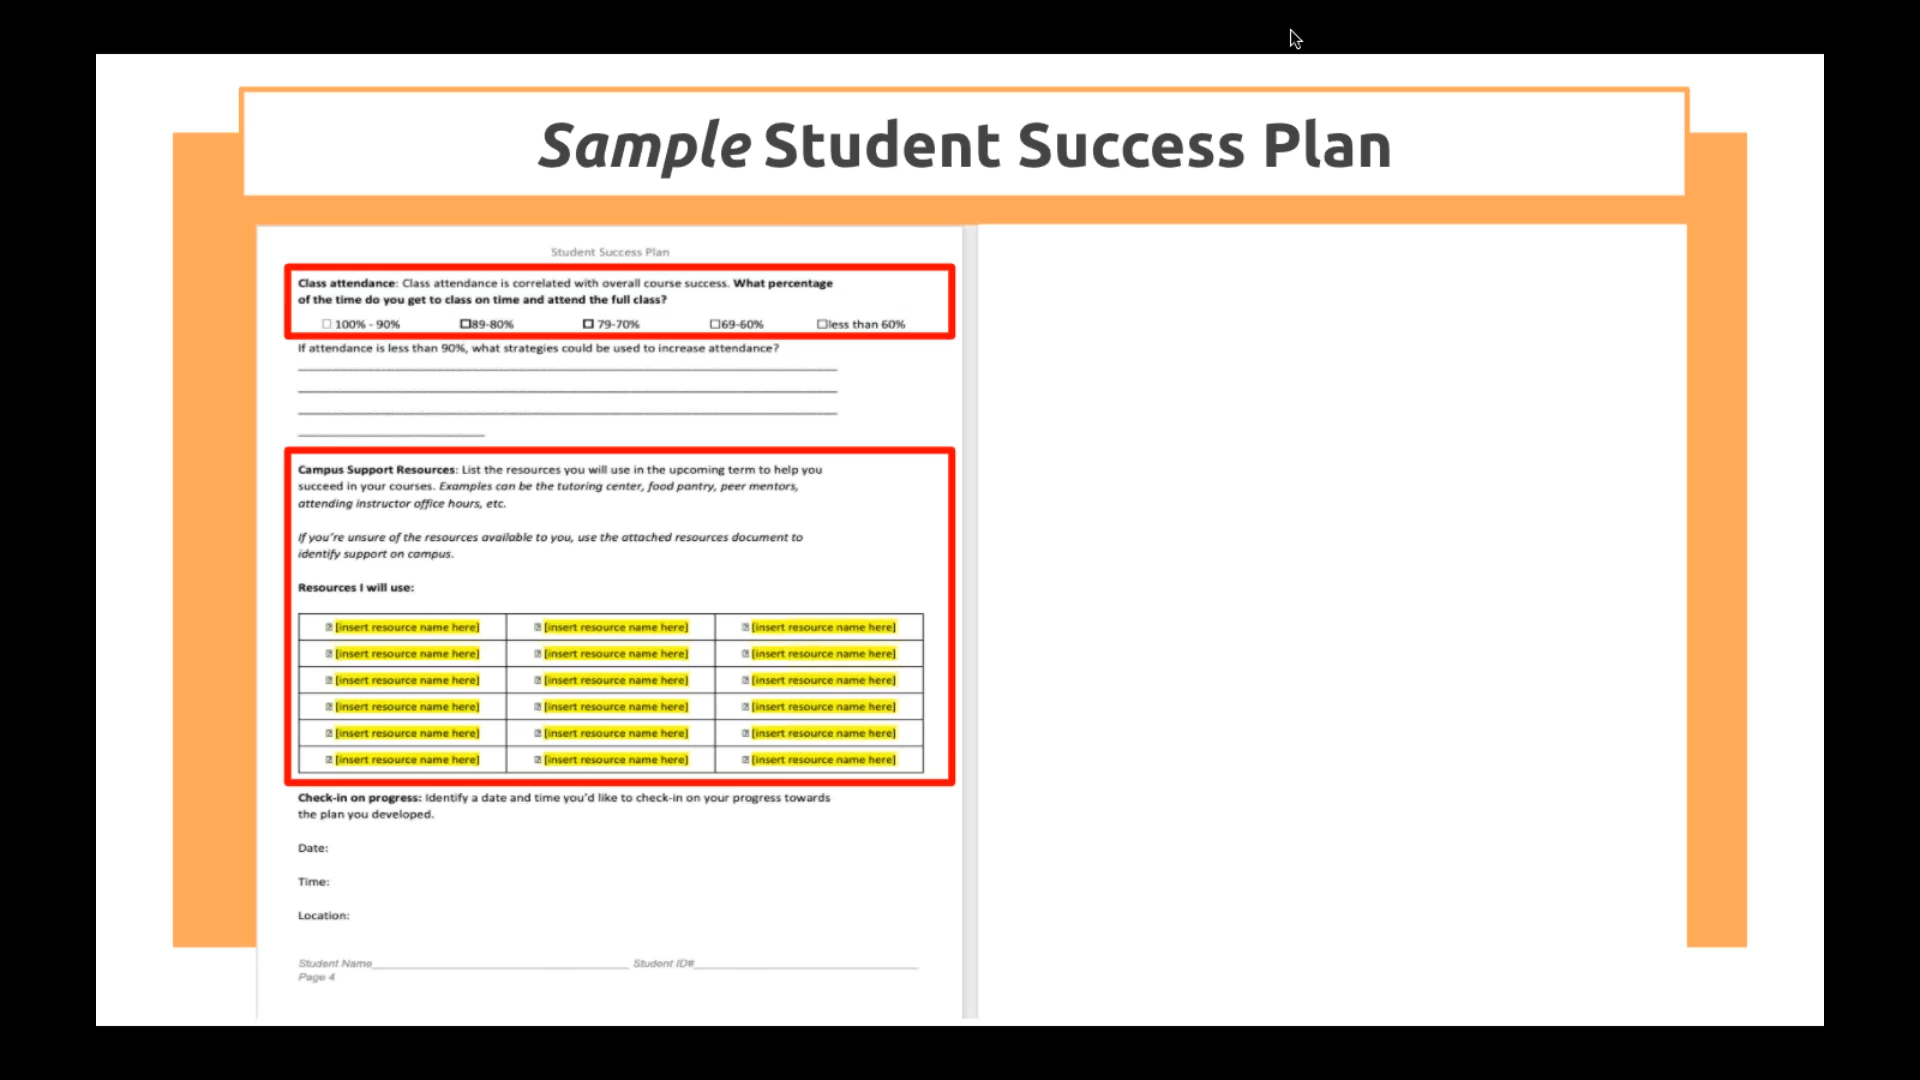 Sample Student Success Plan
Student Success Plan
Class attendance: Class attendance is correlated with overall course success. What percentage
of the time do you get to class on time and attend the full class?
☐ 100% - 90% ☐89-80% ☐ 79-70% ☐69-60% ☐less than 60%
If attendance is less than 90%, what strategies could be used to increase attendance?
Campus Support Resources: List the resources you will use in the upcoming term to help you
succeed in your courses. Examples can be the tutoring center, food pantry, peer mentors,
attending instructor office hours, etc.
If you're unsure of the resources available to you, use the attached resources document to
identify support on campus.
Resources I will use:
[insert resource name here] [insert resource name here] [insert resource name here]
[insert resource name here] [insert resource name here] [insert resource name here]
[insert resource name here] [insert resource name here] [insert resource name here]
[insert resource name here] [insert resource name here] [insert resource name here]
[insert resource name here] [insert resource name here] [insert resource name here]
[insert resource name here] [insert resource name here] [insert resource name here]
Check-in on progress: Identify a date and time you'd like to check-in on your progress towards
the plan you developed.
Date:
Time:
Location:
Student Name____ Student ID#____
Page 4